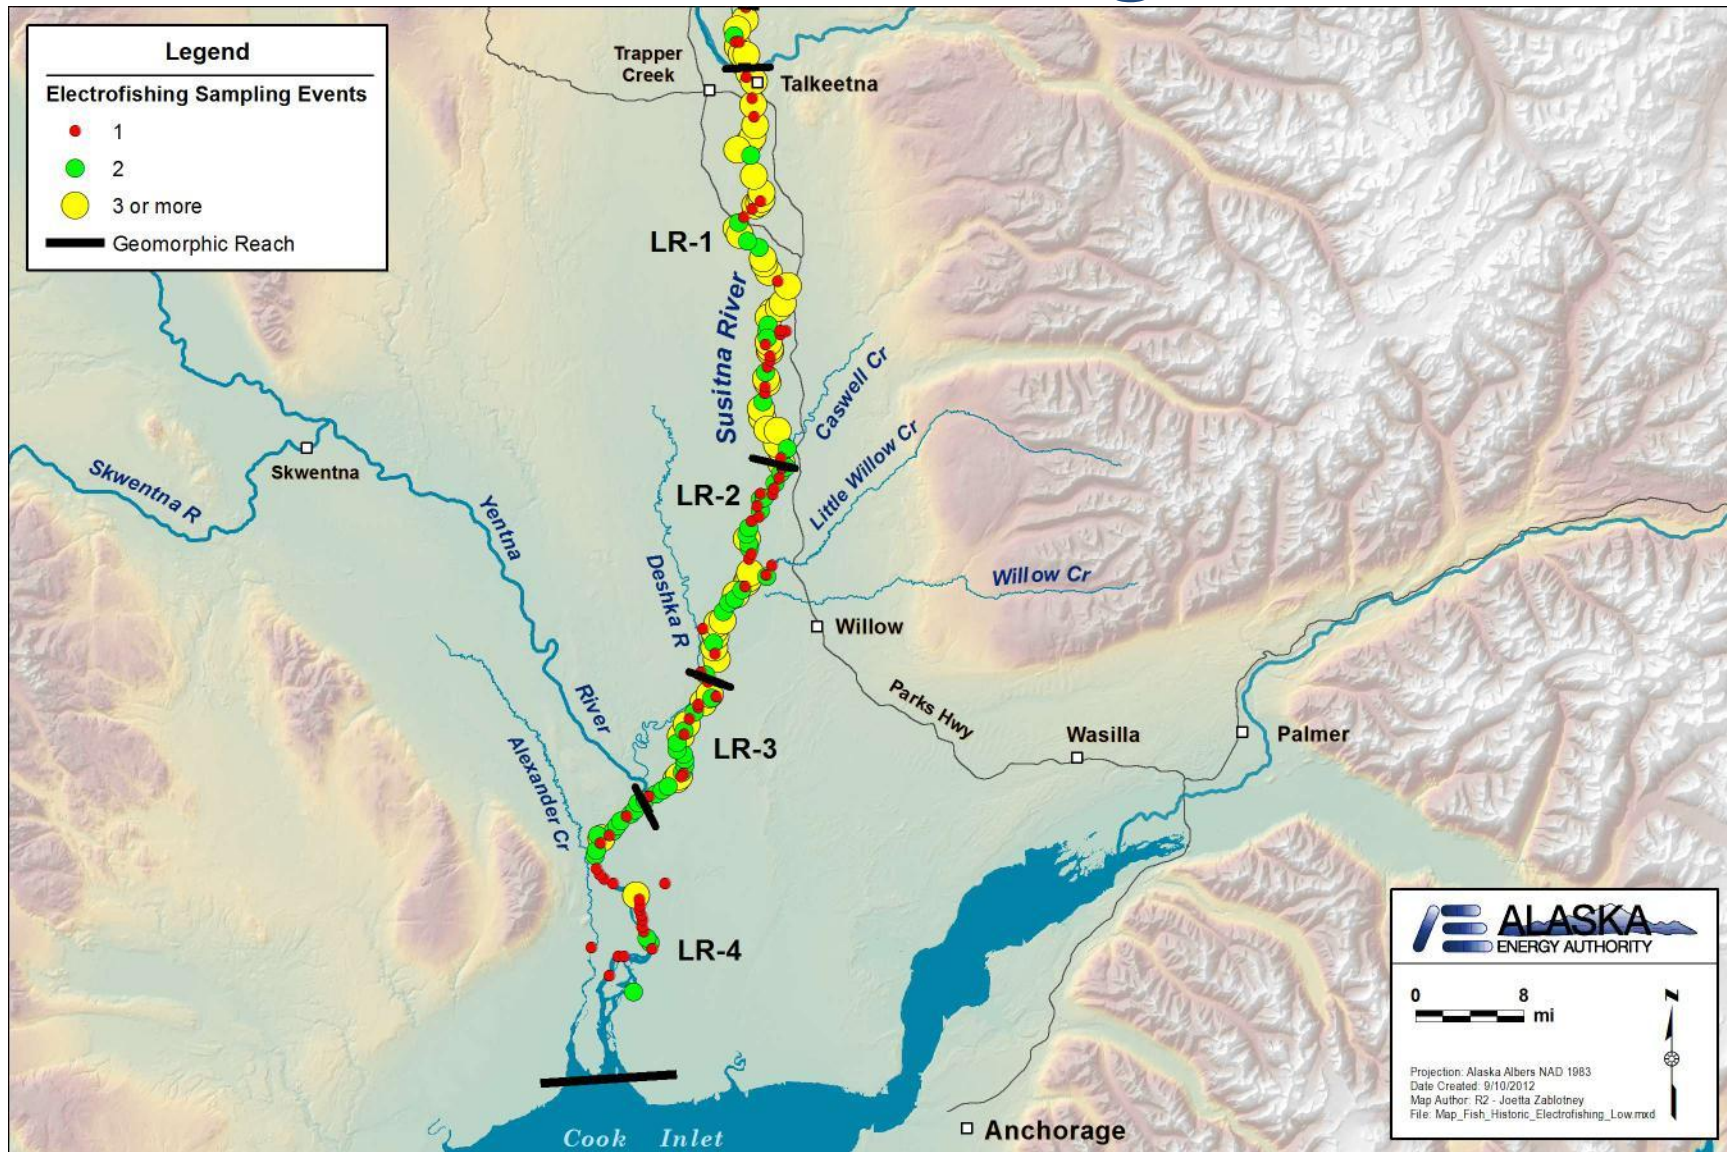 Legend
Electrofishing Sampling Events
1
2
3 or more
Geomorphic Reach
Trapper
Creek
Talkeetna
LR-1
Susitna River
Caswell Cr
Little Willow Cr
Skwentna R
Skwentna
LR-2
Yentna
River
Deshka R
Willow Cr
Willow
Parks Hwy
Wasilla
Palmer
Alexander Cr
LR-3
LR-4
Cook Inlet
Anchorage
ALASKA
ENERGY AUTHORITY
0 8
mi
N
Projection: Alaska Albers NAD 1983
Date Created: 9/10/2012
Map Author: R2 - Joetta Zablotney
File: Map_Fish_Historic_Electrofishing_Low.mxd